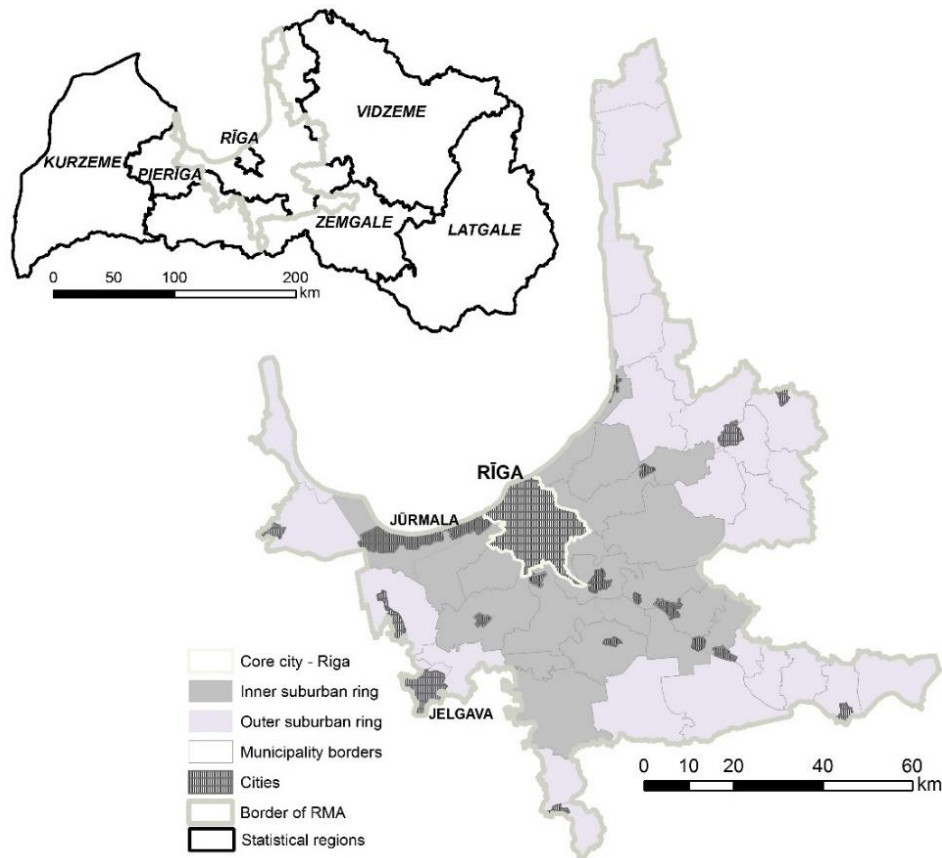 VIDZEME
RĪGA
KURZEME
PIERĪGA
ZEMGALE
LATGALE
0 50 100 200
km
RĪGA
JŪRMALA
JELGAVA
Core city - Riga
Inner suburban ring
Outer suburban ring
Municipality borders
Cities
Border of RMA
Statistical regions
0 10 20 40 60
km